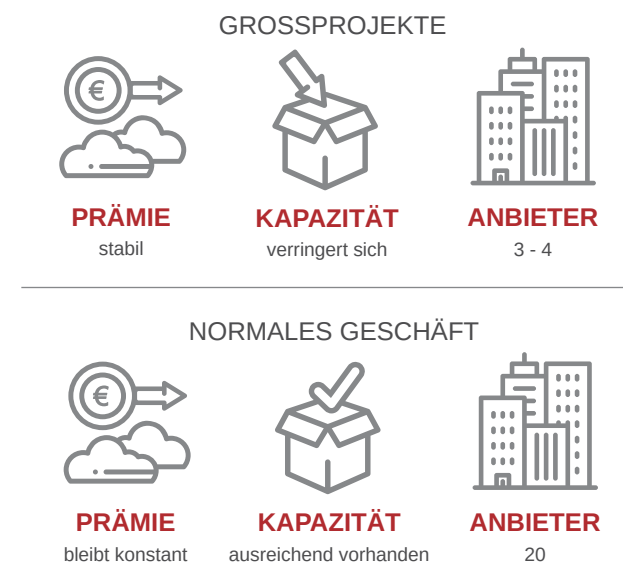 GROSSPROJEKTE
€
PRÄMIE KAPAZITÄT ANBIETER
stabil verringert sich 3 - 4
NORMALES GESCHÄFT
€
PRÄMIE KAPAZITÄT ANBIETER
bleibt konstant ausreichend vorhanden 20